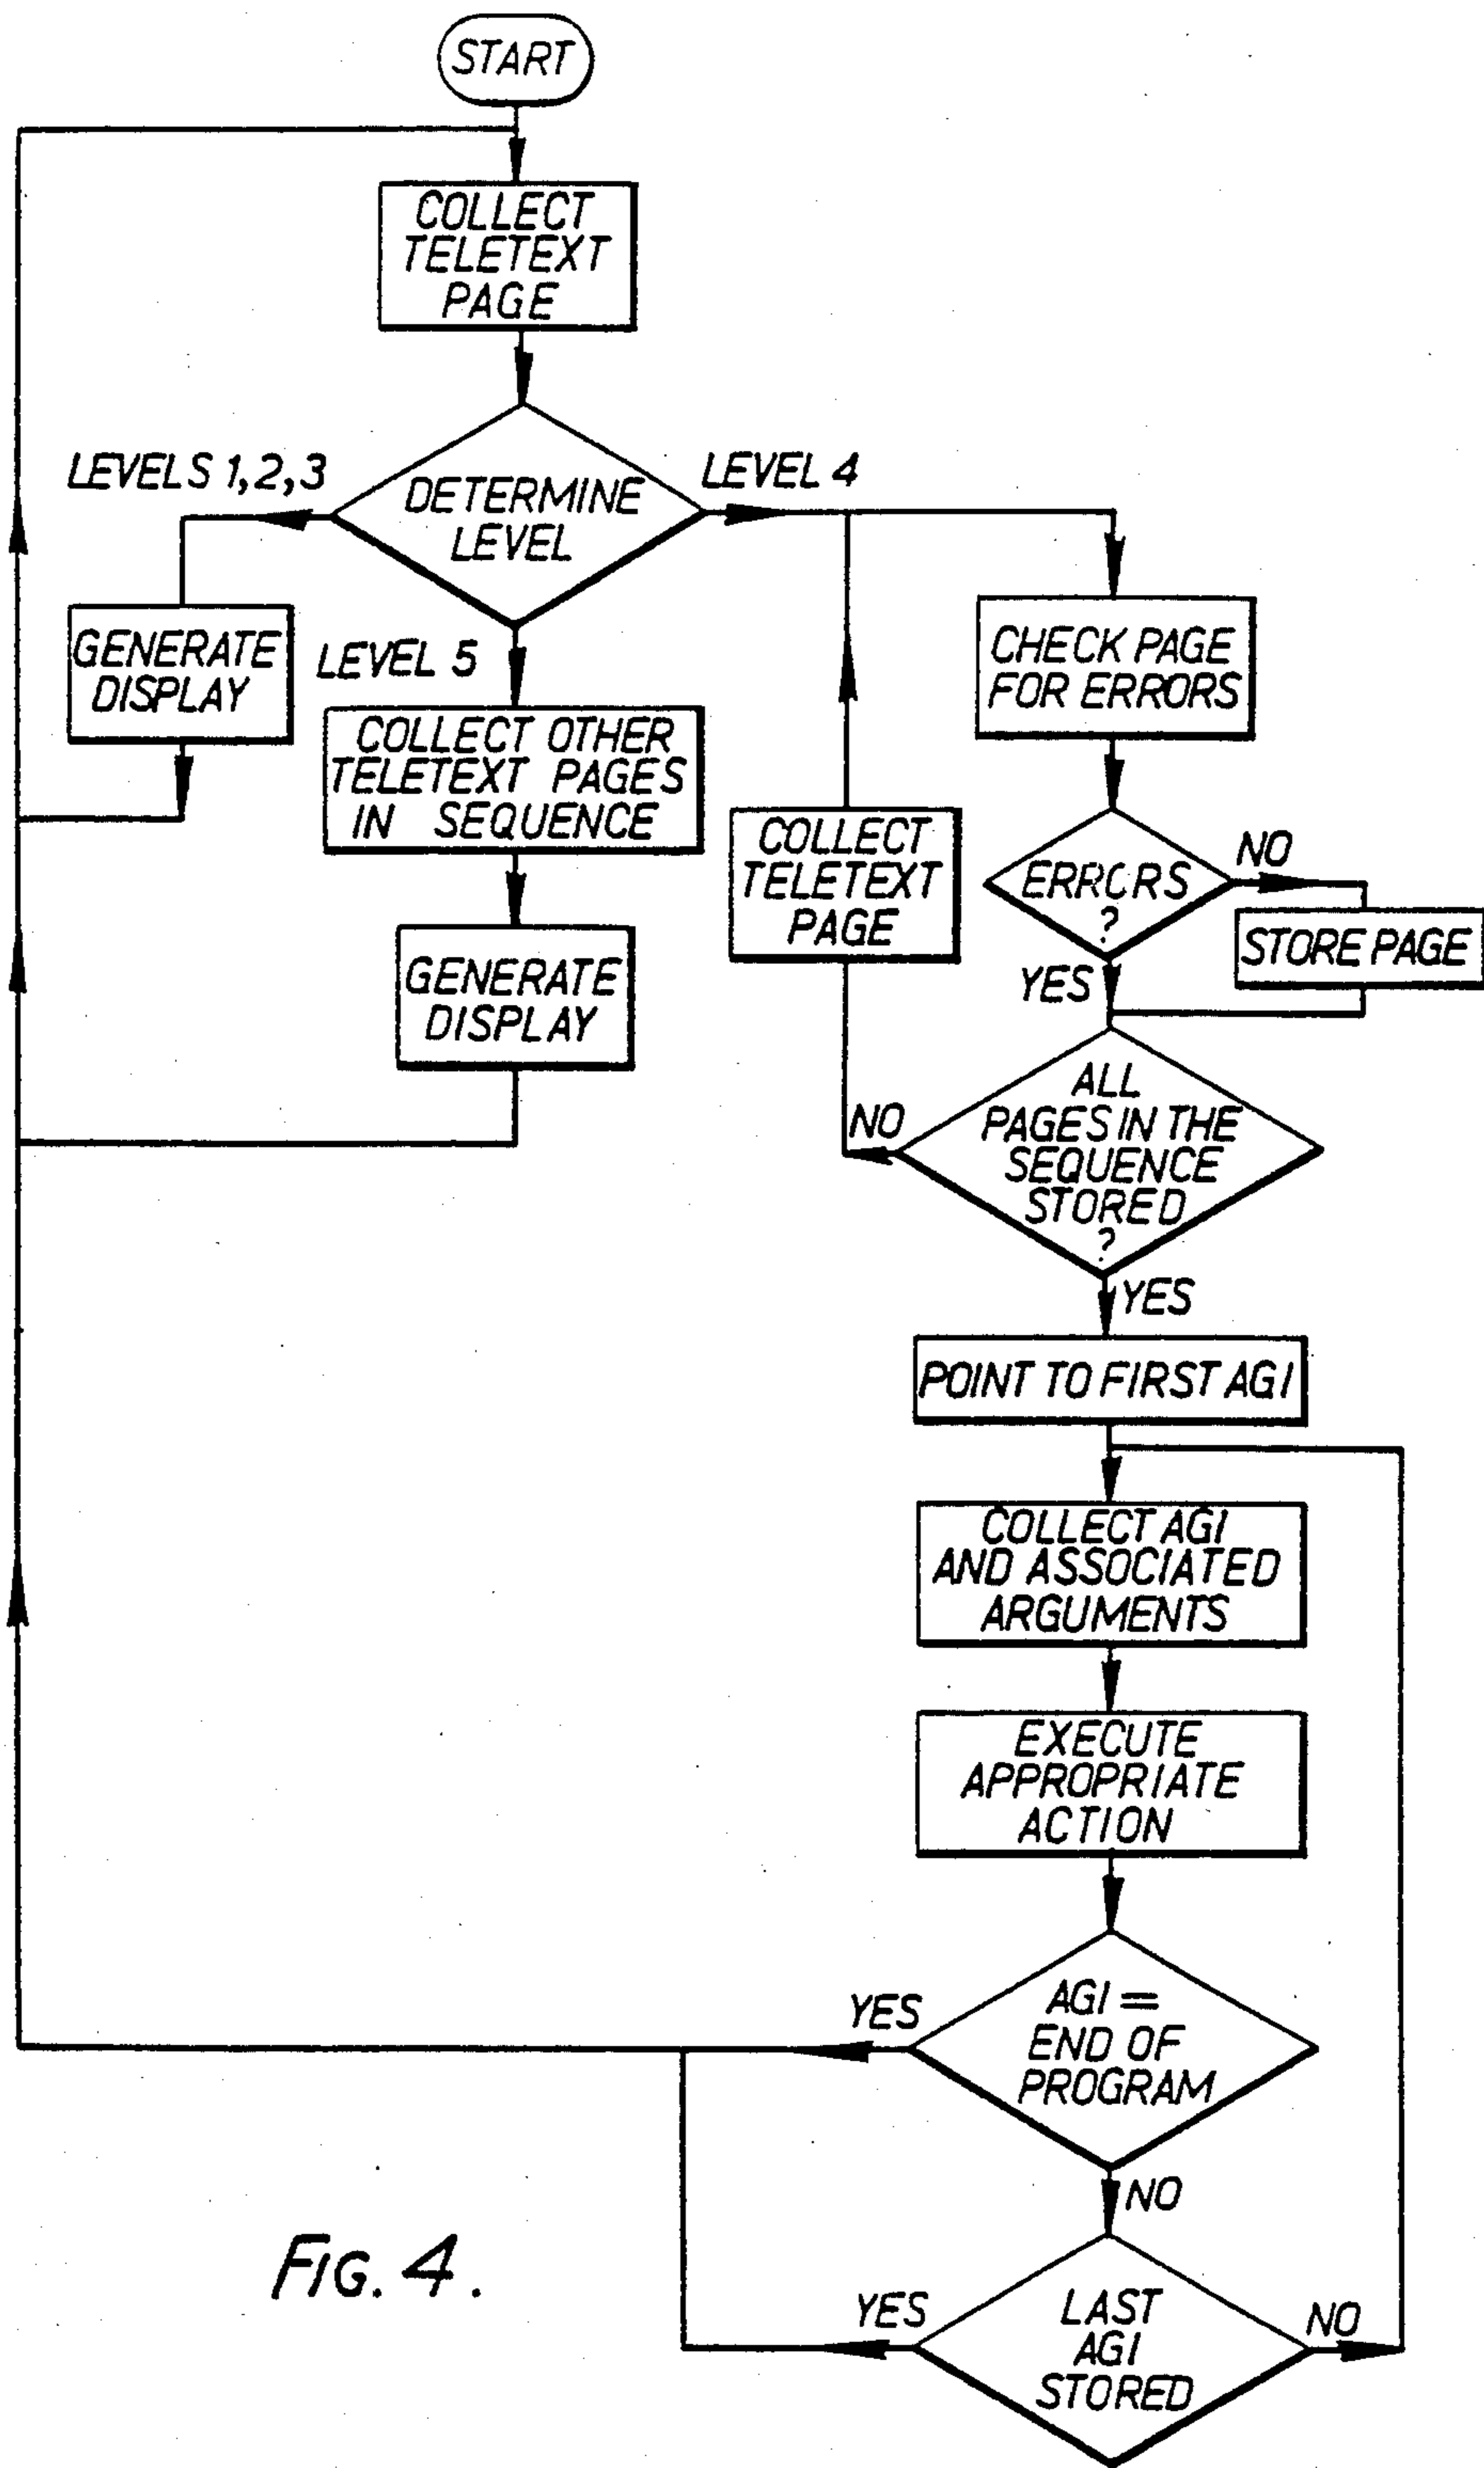 START
COLLECT
TELETEXT
PAGE
LEVELS 1,2,3
DETERMINE
LEVEL
LEVEL 4
GENERATE
DISPLAY
LEVEL 5
COLLECT OTHER
TELETEXT PAGES
IN SEQUENCE
GENERATE
DISPLAY
CHECK PAGE
FOR ERRORS
COLLECT
TELETEXT
PAGE
ERRORS
?
NO
STORE PAGE
YES
ALL
PAGES IN THE
SEQUENCE
STORED
?
NO
YES
POINT TO FIRST AGI
COLLECT AGI
AND ASSOCIATED
ARGUMENTS
EXECUTE
APPROPRIATE
ACTION
AGI =
END OF
PROGRAM
YES
NO
LAST
AGI
STORED
YES
NO
FIG. 4.